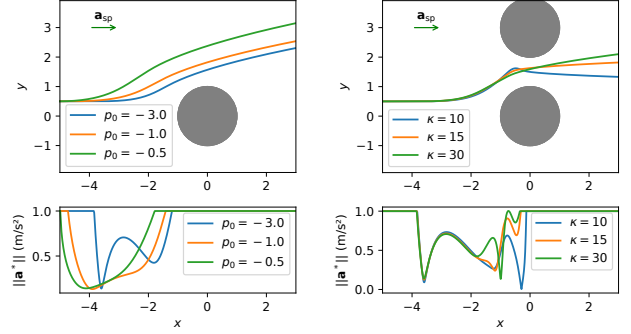 a_sp
y
3
2
1
0
−1
p₀ = −3.0
p₀ = −1.0
p₀ = −0.5
−4
−2
0
2
a_sp
y
3
2
1
0
−1
κ = 10
κ = 15
κ = 30
−4
−2
0
2
||a*|| (m/s²)
1.0
0.5
p₀ = −3.0
p₀ = −1.0
p₀ = −0.5
−4
−2
0
2
x
||a*|| (m/s²)
1.0
0.5
0.0
κ = 10
κ = 15
κ = 30
−4
−2
0
2
x